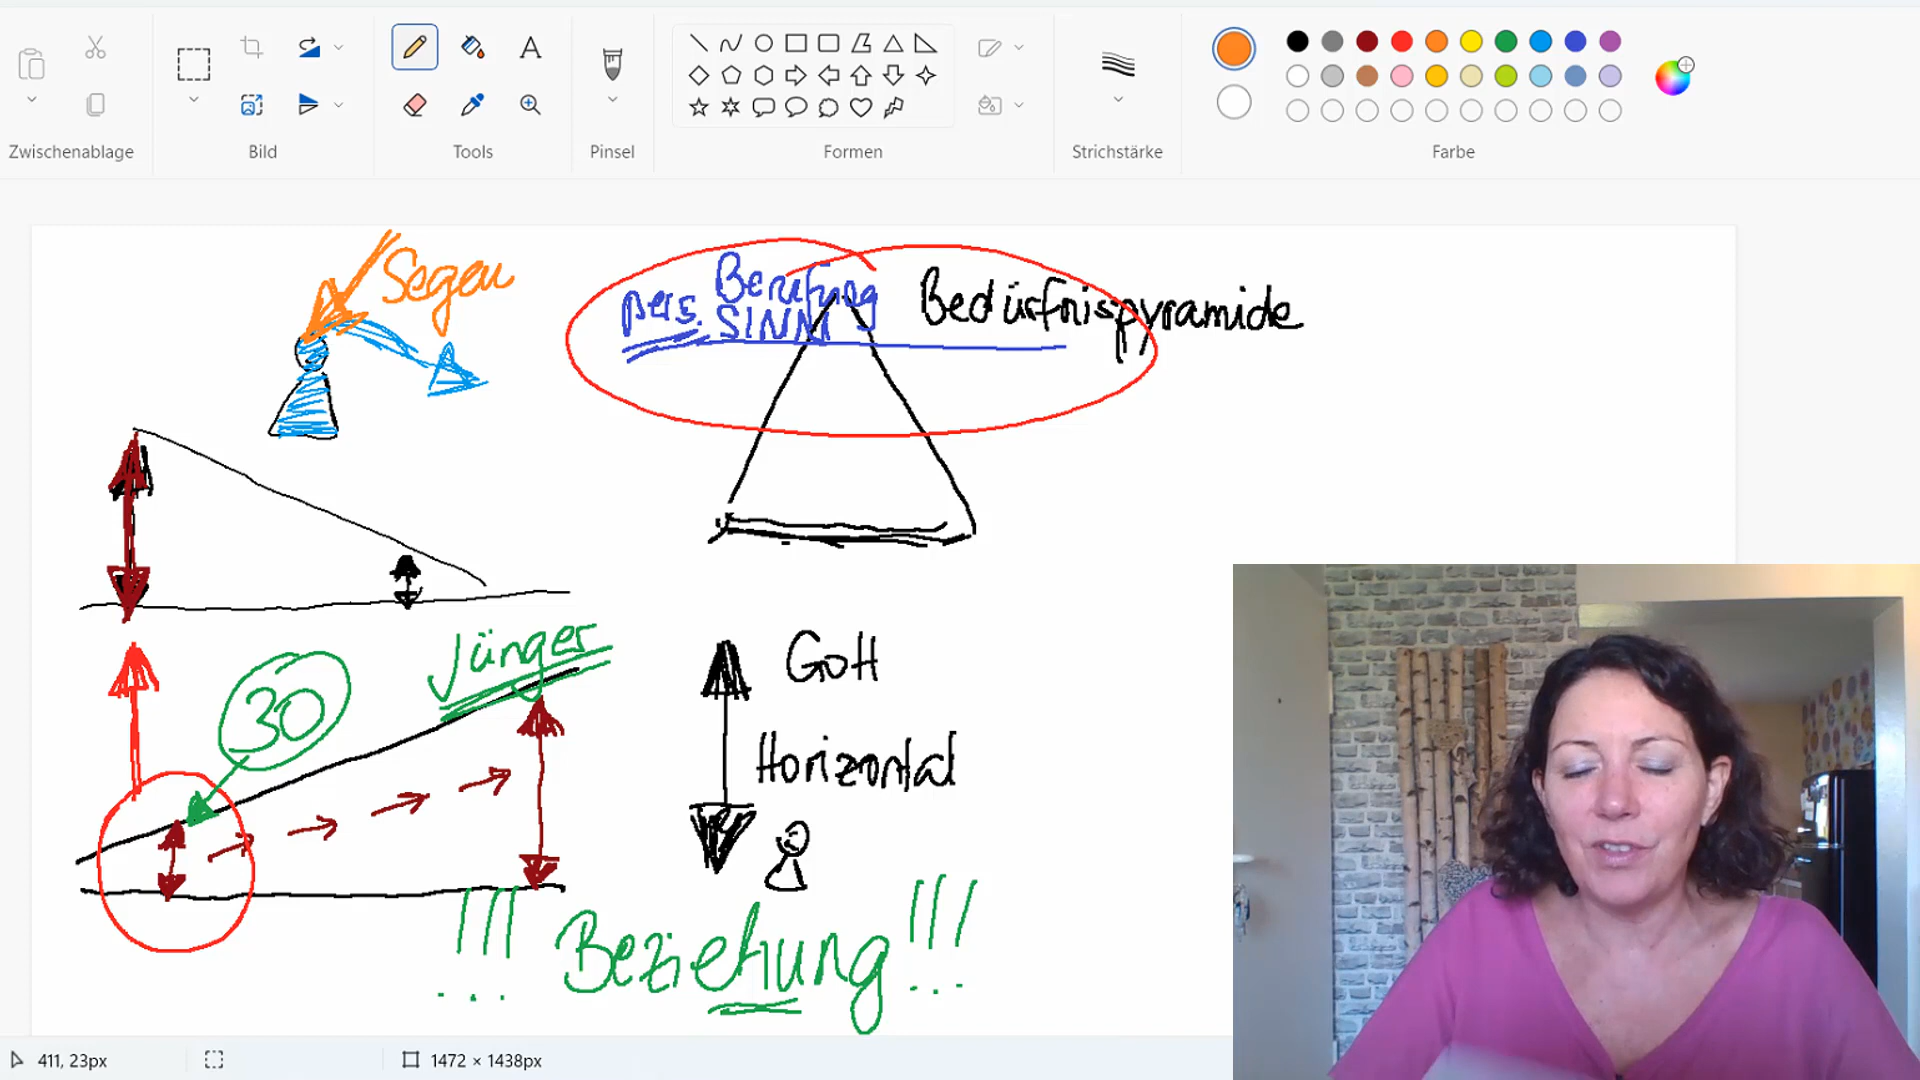 Zwischenablage
Bild
Tools
Pinsel
Formen
Strichstärke
Farbe
Segen
pers. Berufung
SINN
Bedürfnispyramide
30
Jünger
Gott
Horizontal
!!! Beziehung !!!
411, 23px
1472 × 1438px